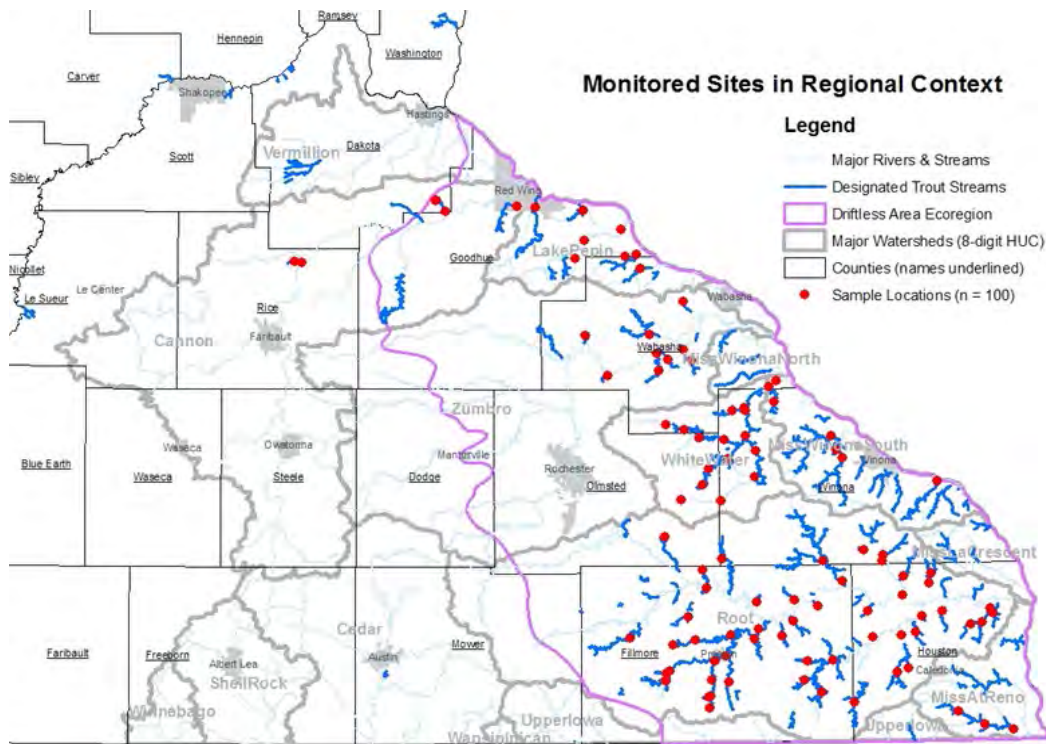 Ramsey
Hennepin
Washington
Carver
Shakopee
Hastings
Scott
Vermillion
Dakota
Sibley
Red Wing
Nicollet
Goodhue
LakePepin
Le Sueur
Le Center
Rice
Wabasha
Cannon
Faribault
Wabasha
MissWinonaNorth
Zumbro
Waseca
Owatonna
Mantorville
MissWinonaSouth
Winona
Blue Earth
Waseca
Steele
Dodge
Rochester
Olmsted
WhiteWater
Winona
MissLaCrescent
Cedar
Root
Faribault
Freeborn
Albert Lea
Austin
Mower
Fillmore
Preston
Houston
Caledonia
ShellRock
MissAtReno
Winnebago
UpperIowa
UpperIowa
Wapsipinican
Monitored Sites in Regional Context
Legend
Major Rivers & Streams
Designated Trout Streams
Driftless Area Ecoregion
Major Watersheds (8-digit HUC)
Counties (names underlined)
Sample Locations (n = 100)